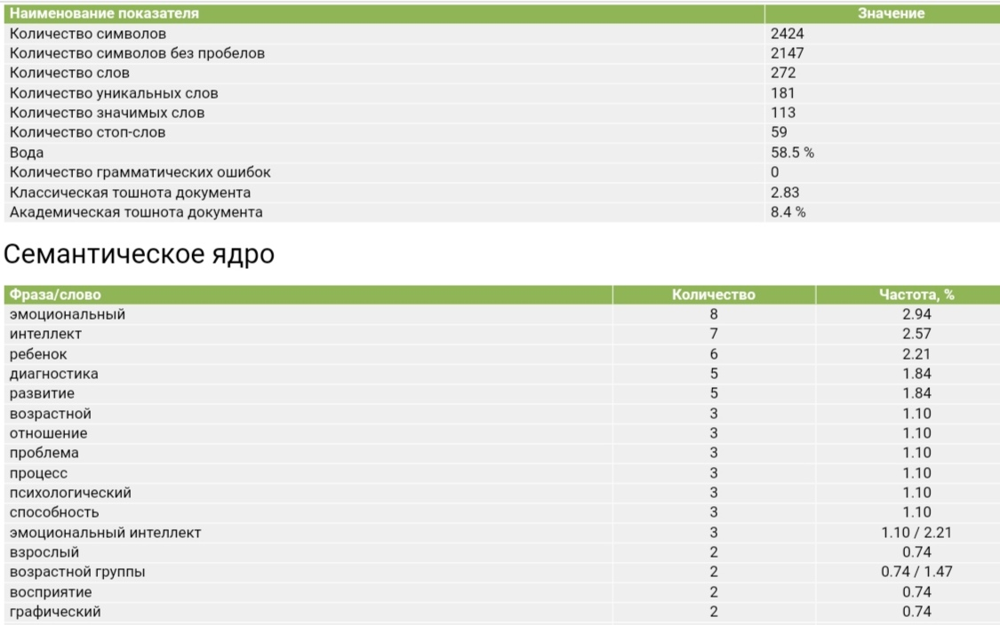 Наименование показателя Значение
Количество символов 2424
Количество символов без пробелов 2147
Количество слов 272
Количество уникальных слов 181
Количество значимых слов 113
Количество стоп-слов 59
Вода 58.5 %
Количество грамматических ошибок 0
Классическая тошнота документа 2.83
Академическая тошнота документа 8.4 %
Семантическое ядро
Фраза/слово Количество Частота, %
эмоциональный 8 2.94
интеллект 7 2.57
ребенок 6 2.21
диагностика 5 1.84
развитие 5 1.84
возрастной 3 1.10
отношение 3 1.10
проблема 3 1.10
процесс 3 1.10
психологический 3 1.10
способность 3 1.10
эмоциональный интеллект 3 1.10 / 2.21
взрослый 2 0.74
возрастной группы 2 0.74 / 1.47
восприятие 2 0.74
графический 2 0.74